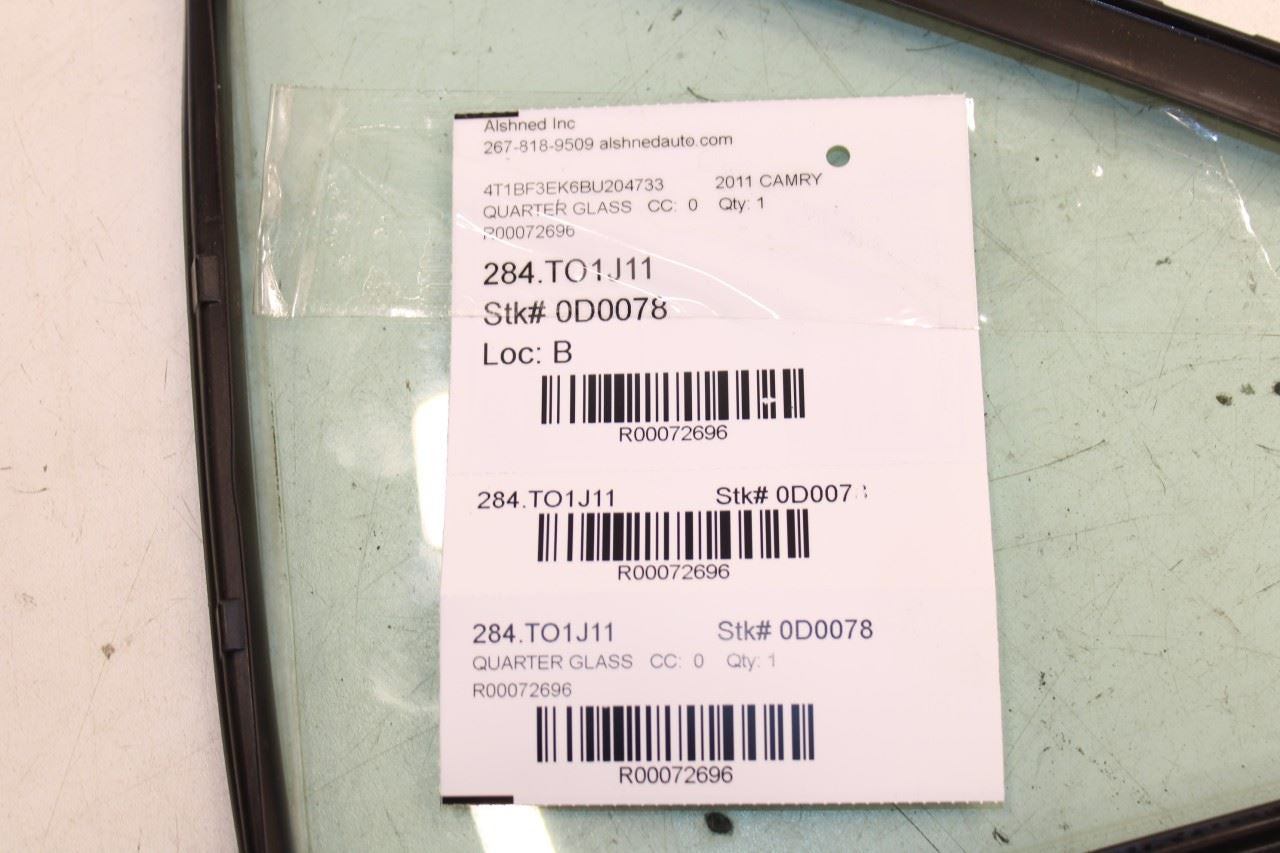 Alshned Inc
267-818-9509 alshnedauto.com
4T1BF3EK6BU204733 2011 CAMRY
QUARTER GLASS CC: 0 Qty: 1
R00072696
284.TO1J11
Stk# 0D0078
Loc: B
R00072696
284.TO1J11 Stk# 0D0078
R00072696
284.TO1J11 Stk# 0D0078
QUARTER GLASS CC: 0 Qty: 1
R00072696
R00072696